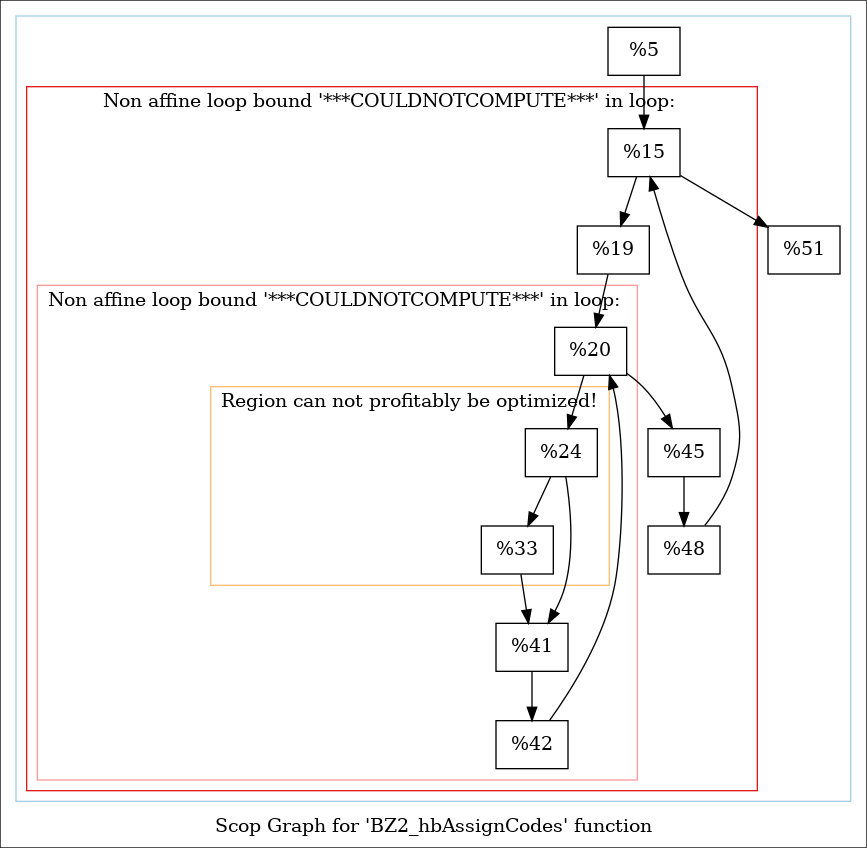 %5
Non affine loop bound '***COULDNOTCOMPUTE***' in loop:
%15
%19
%51
Non affine loop bound '***COULDNOTCOMPUTE***' in loop:
%20
Region can not profitably be optimized!
%24
%45
%33
%48
%41
%42
Scop Graph for 'BZ2_hbAssignCodes' function